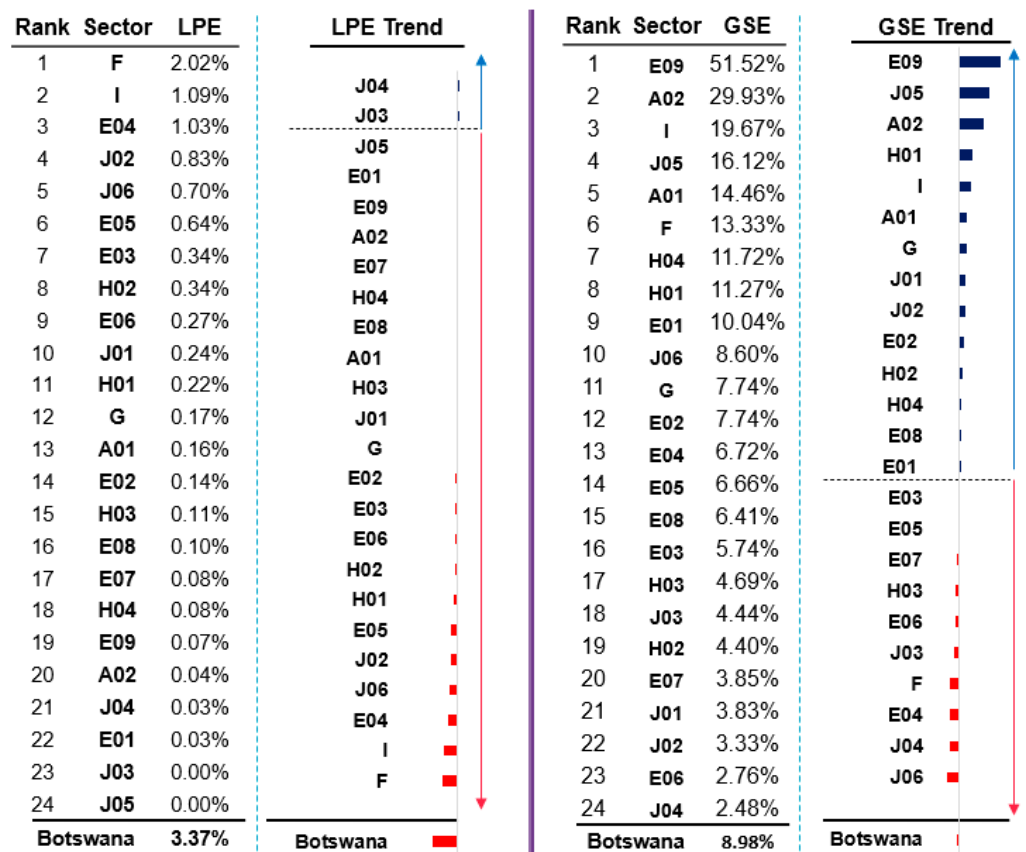 Rank Sector LPE
1 F 2.02%
2 I 1.09%
3 E04 1.03%
4 J02 0.83%
5 J06 0.70%
6 E05 0.64%
7 E03 0.34%
8 H02 0.34%
9 E06 0.27%
10 J01 0.24%
11 H01 0.22%
12 G 0.17%
13 A01 0.16%
14 E02 0.14%
15 H03 0.11%
16 E08 0.10%
17 E07 0.08%
18 H04 0.08%
19 E09 0.07%
20 A02 0.04%
21 J04 0.03%
22 E01 0.03%
23 J03 0.00%
24 J05 0.00%
Botswana 3.37%
LPE Trend
J04
J03
J05
E01
E09
A02
E07
H04
E08
A01
H03
J01
G
E02
E03
E06
H02
H01
E05
J02
J06
E04
I
F
Botswana
Rank Sector GSE
1 E09 51.52%
2 A02 29.93%
3 I 19.67%
4 J05 16.12%
5 A01 14.46%
6 F 13.33%
7 H04 11.72%
8 H01 11.27%
9 E01 10.04%
10 J06 8.60%
11 G 7.74%
12 E02 7.74%
13 E04 6.72%
14 E05 6.66%
15 E08 6.41%
16 E03 5.74%
17 H03 4.69%
18 J03 4.44%
19 H02 4.40%
20 E07 3.85%
21 J01 3.83%
22 J02 3.33%
23 E06 2.76%
24 J04 2.48%
Botswana 8.98%
GSE Trend
E09
J05
A02
H01
I
A01
G
J01
J02
E02
H02
H04
E08
E01
E03
E05
E07
H03
E06
J03
F
E04
J04
J06
Botswana